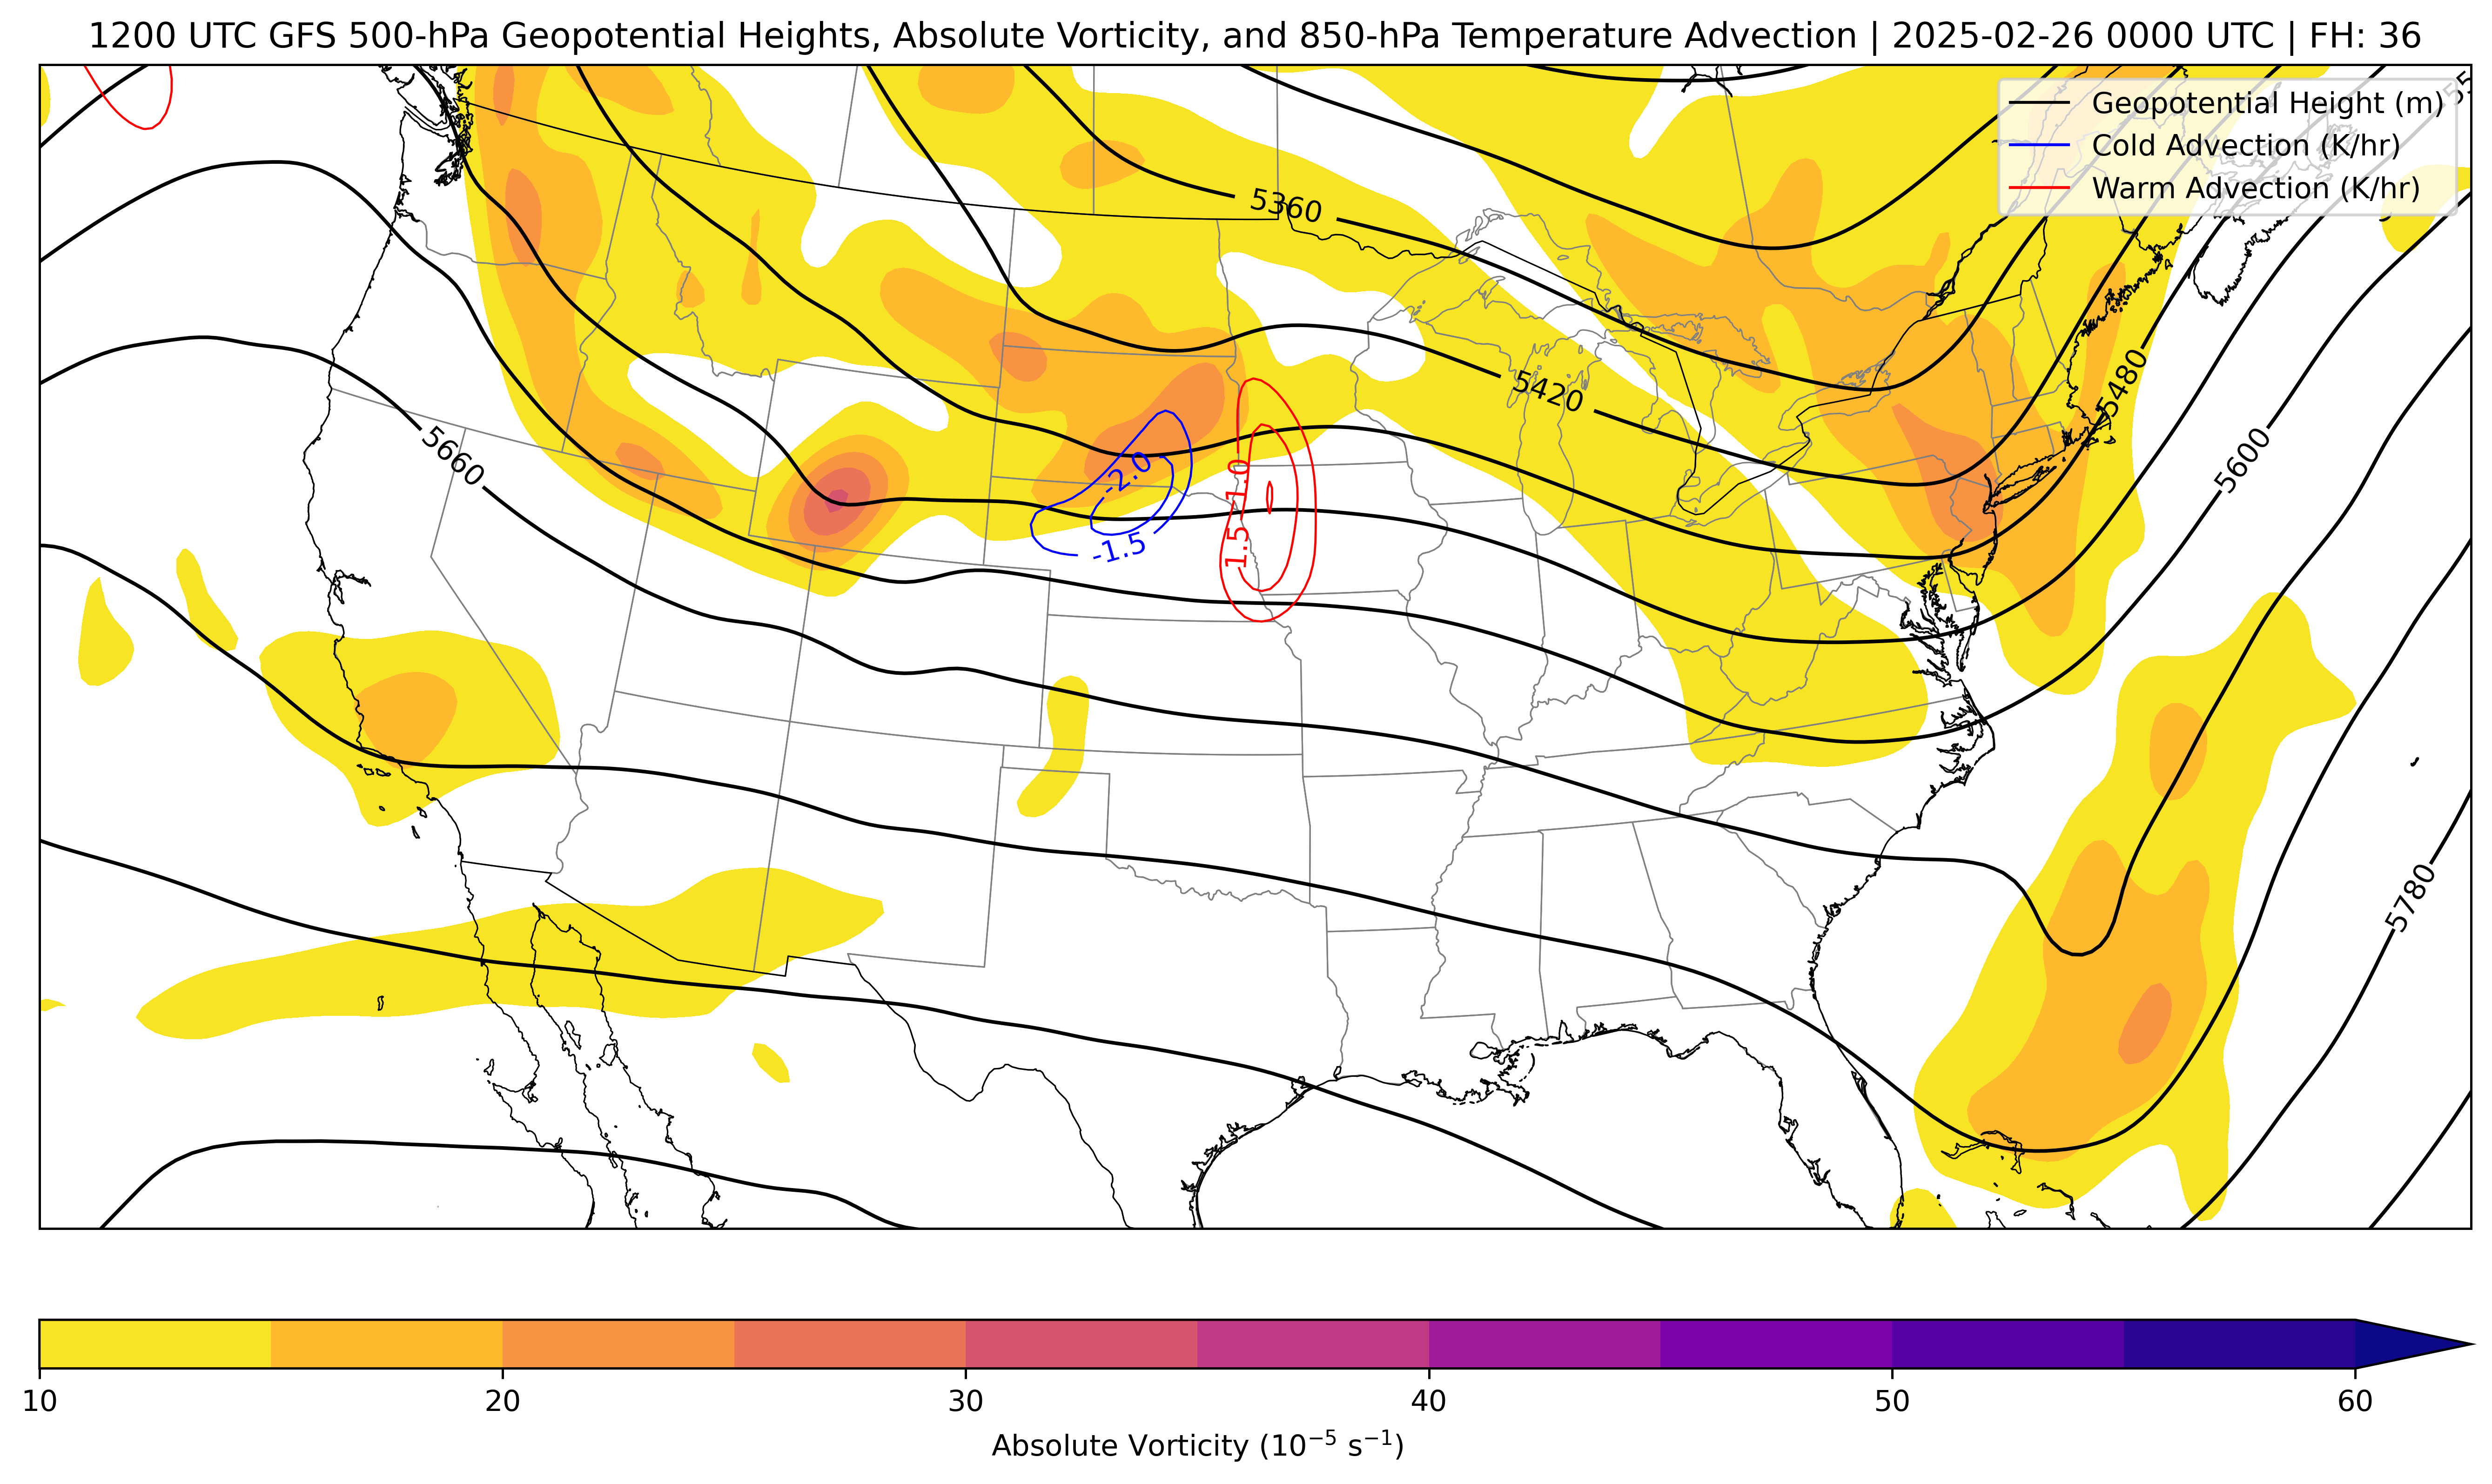 1200 UTC GFS 500-hPa Geopotential Heights, Absolute Vorticity, and 850-hPa Temperature Advection | 2025-02-26 0000 UTC | FH: 36
Geopotential Height (m)
Cold Advection (K/hr)
Warm Advection (K/hr)
5360
5420
5480
5600
5660
5780
-2.0
-1.5
1.0
1.5
10 20 30 40 50 60
Absolute Vorticity (10⁻⁵ s⁻¹)